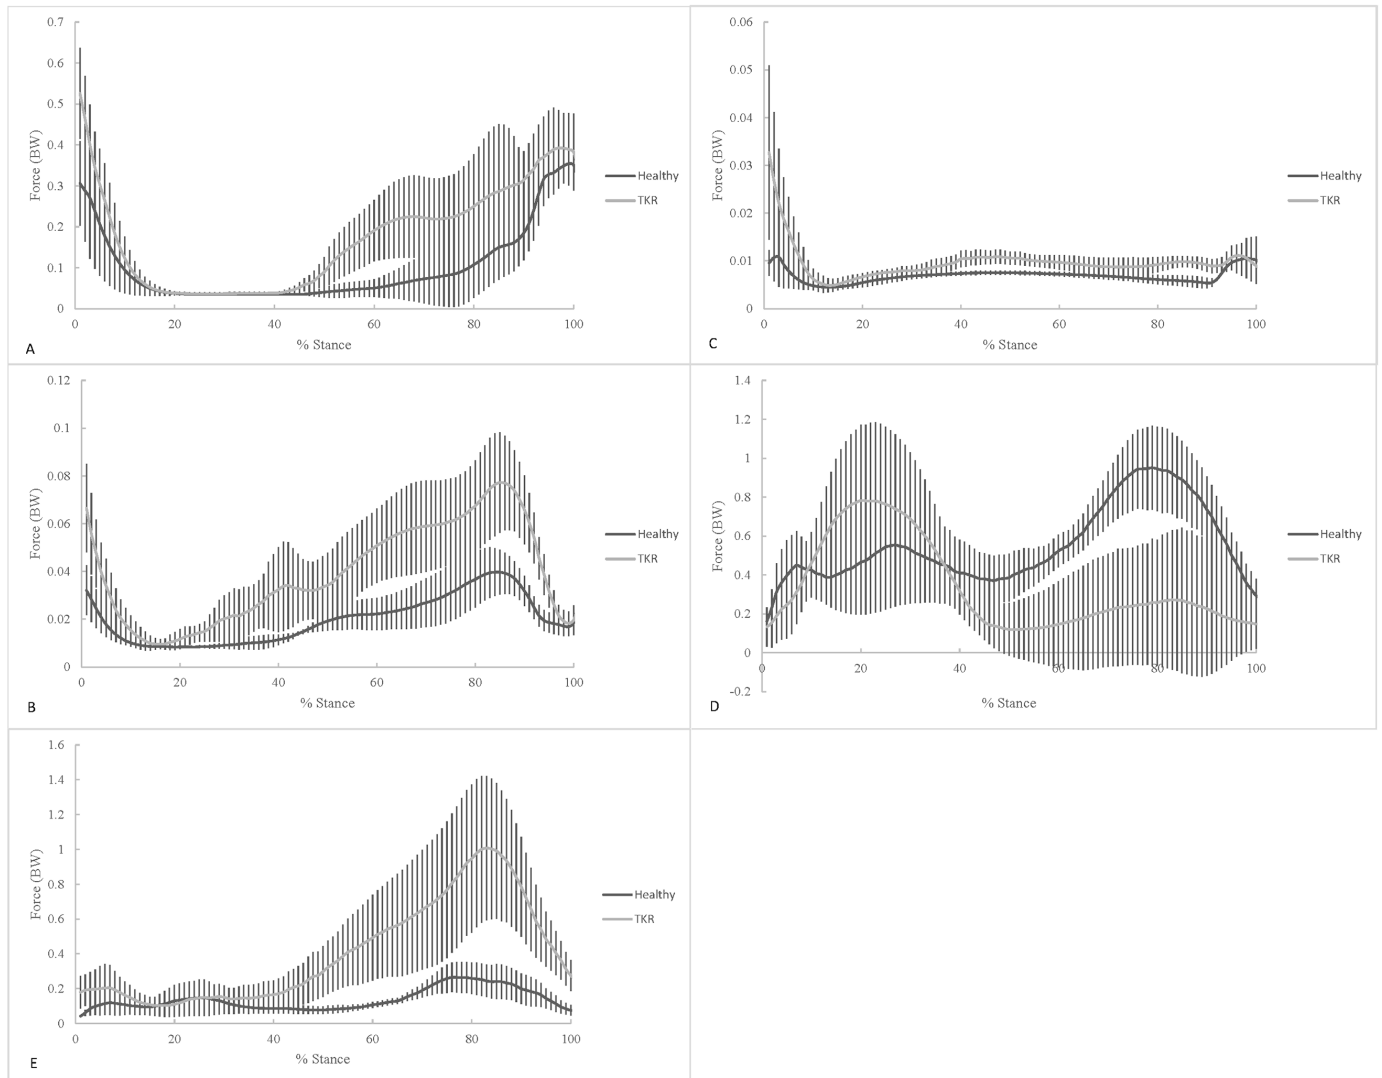 0.7
0.6
0.5
0.4
0.3
0.2
0.1
0
Force (BW)
0 20 40 60 80 100
% Stance
Healthy
TKR
A
0.06
0.05
0.04
0.03
0.02
0.01
0
Force (BW)
0 20 40 60 80 100
% Stance
Healthy
TKR
C
0.12
0.1
0.08
0.06
0.04
0.02
0
Force (BW)
0 20 40 60 80 100
% Stance
Healthy
TKR
B
1.4
1.2
1
0.8
0.6
0.4
0.2
0
-0.2
Force (BW)
0 20 40 60 80 100
% Stance
Healthy
TKR
D
1.6
1.4
1.2
1
0.8
0.6
0.4
0.2
0
Force (BW)
0 20 40 60 80 100
% Stance
Healthy
TKR
E